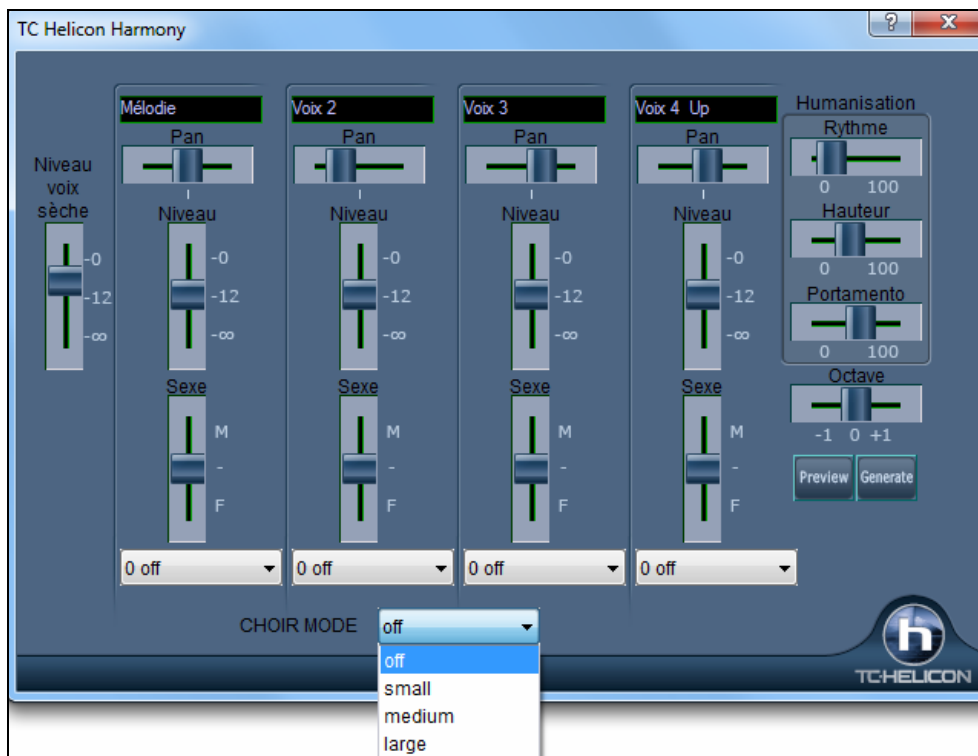 TC Helicon Harmony
?
X
Niveau
voix
sèche
-0
-12
-∞
Mélodie
Pan
Niveau
-0
-12
-∞
Sexe
M
-
F
0 off
Voix 2
Pan
Niveau
-0
-12
-∞
Sexe
M
-
F
0 off
Voix 3
Pan
Niveau
-0
-12
-∞
Sexe
M
-
F
0 off
Voix 4 Up
Pan
Niveau
-0
-12
-∞
Sexe
M
-
F
0 off
Humanisation
Rythme
0 100
Hauteur
0 100
Portamento
0 100
Octave
-1 0 +1
Preview Generate
CHOIR MODE off
off
small
medium
large
h
TC·HELICON